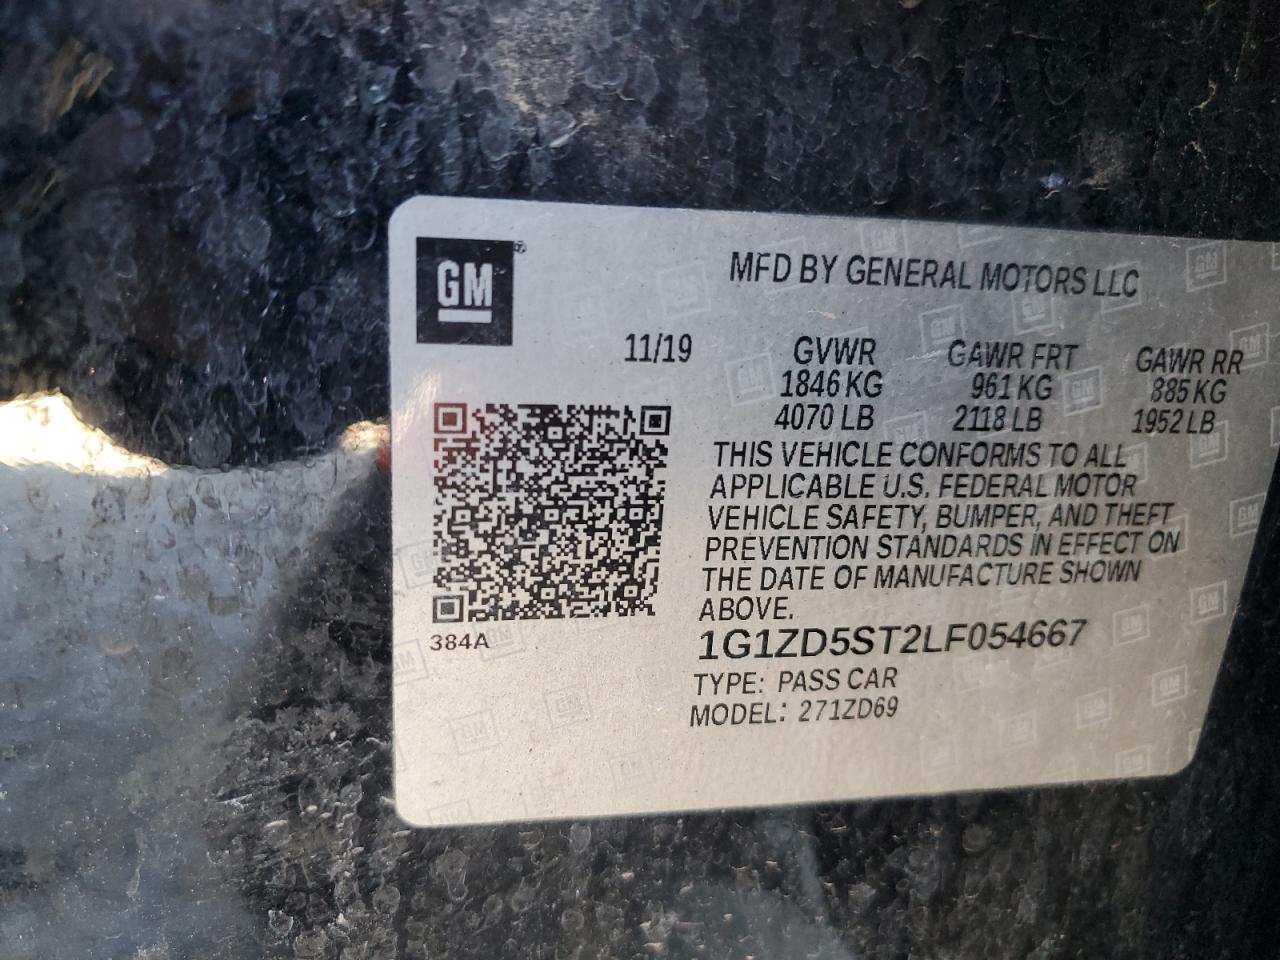 GM
MFD BY GENERAL MOTORS LLC
11/19 GVWR GAWR FRT GAWR RR
1846 KG 961 KG 885 KG
4070 LB 2118 LB 1952 LB
THIS VEHICLE CONFORMS TO ALL
APPLICABLE U.S. FEDERAL MOTOR
VEHICLE SAFETY, BUMPER, AND THEFT
PREVENTION STANDARDS IN EFFECT ON
THE DATE OF MANUFACTURE SHOWN
ABOVE.
384A
1G1ZD5ST2LF054667
TYPE: PASS CAR
MODEL: 271ZD69